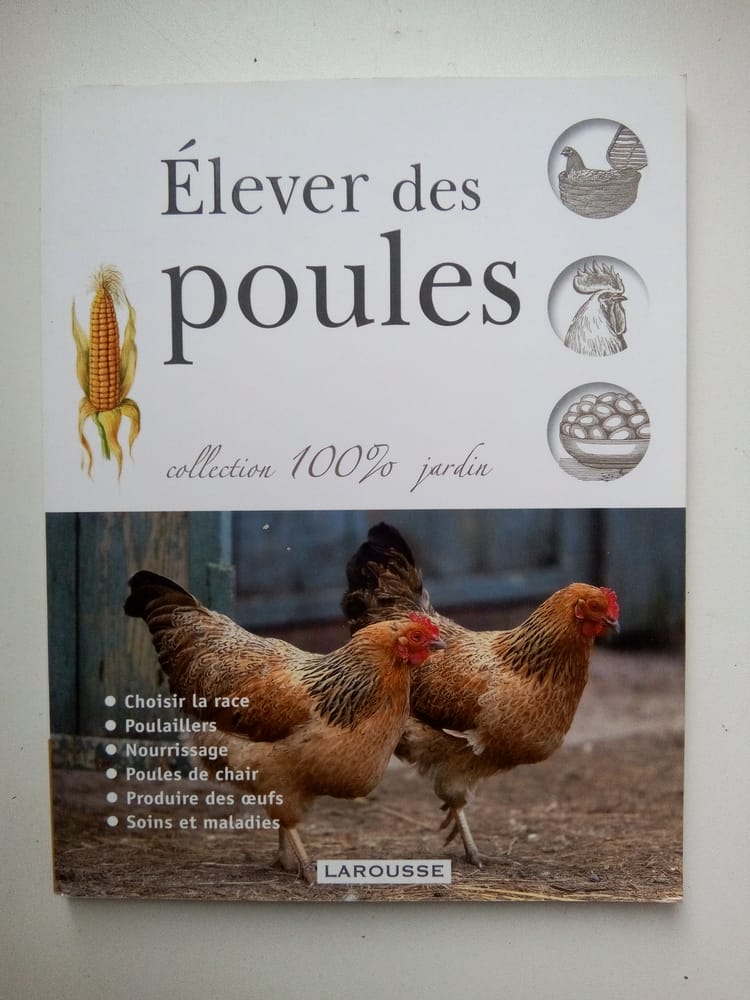 Élever des
poules
collection 100% jardin
● Choisir la race
● Poulaillers
● Nourrissage
● Poules de chair
● Produire des œufs
● Soins et maladies
LAROUSSE